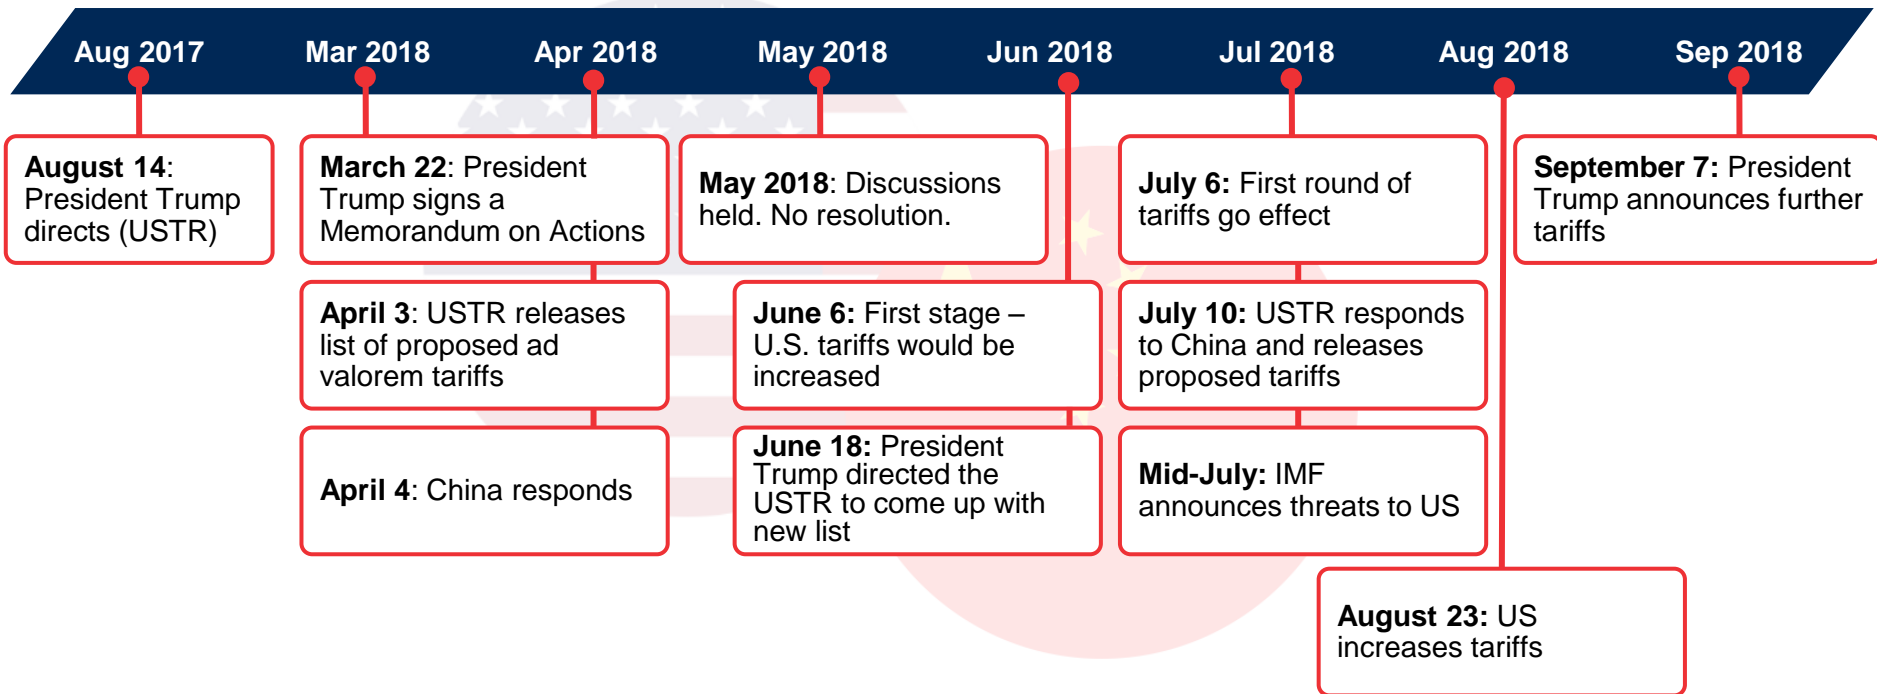 Aug 2017
Mar 2018
Apr 2018
May 2018
Jun 2018
Jul 2018
Aug 2018
Sep 2018
August 14:
President Trump
directs (USTR)
March 22: President
Trump signs a
Memorandum on Actions
April 3: USTR releases
list of proposed ad
valorem tariffs
April 4: China responds
May 2018: Discussions
held. No resolution.
June 6: First stage –
U.S. tariffs would be
increased
June 18: President
Trump directed the
USTR to come up with
new list
July 6: First round of
tariffs go effect
July 10: USTR responds
to China and releases
proposed tariffs
Mid-July: IMF
announces threats to US
August 23: US
increases tariffs
September 7: President
Trump announces further
tariffs